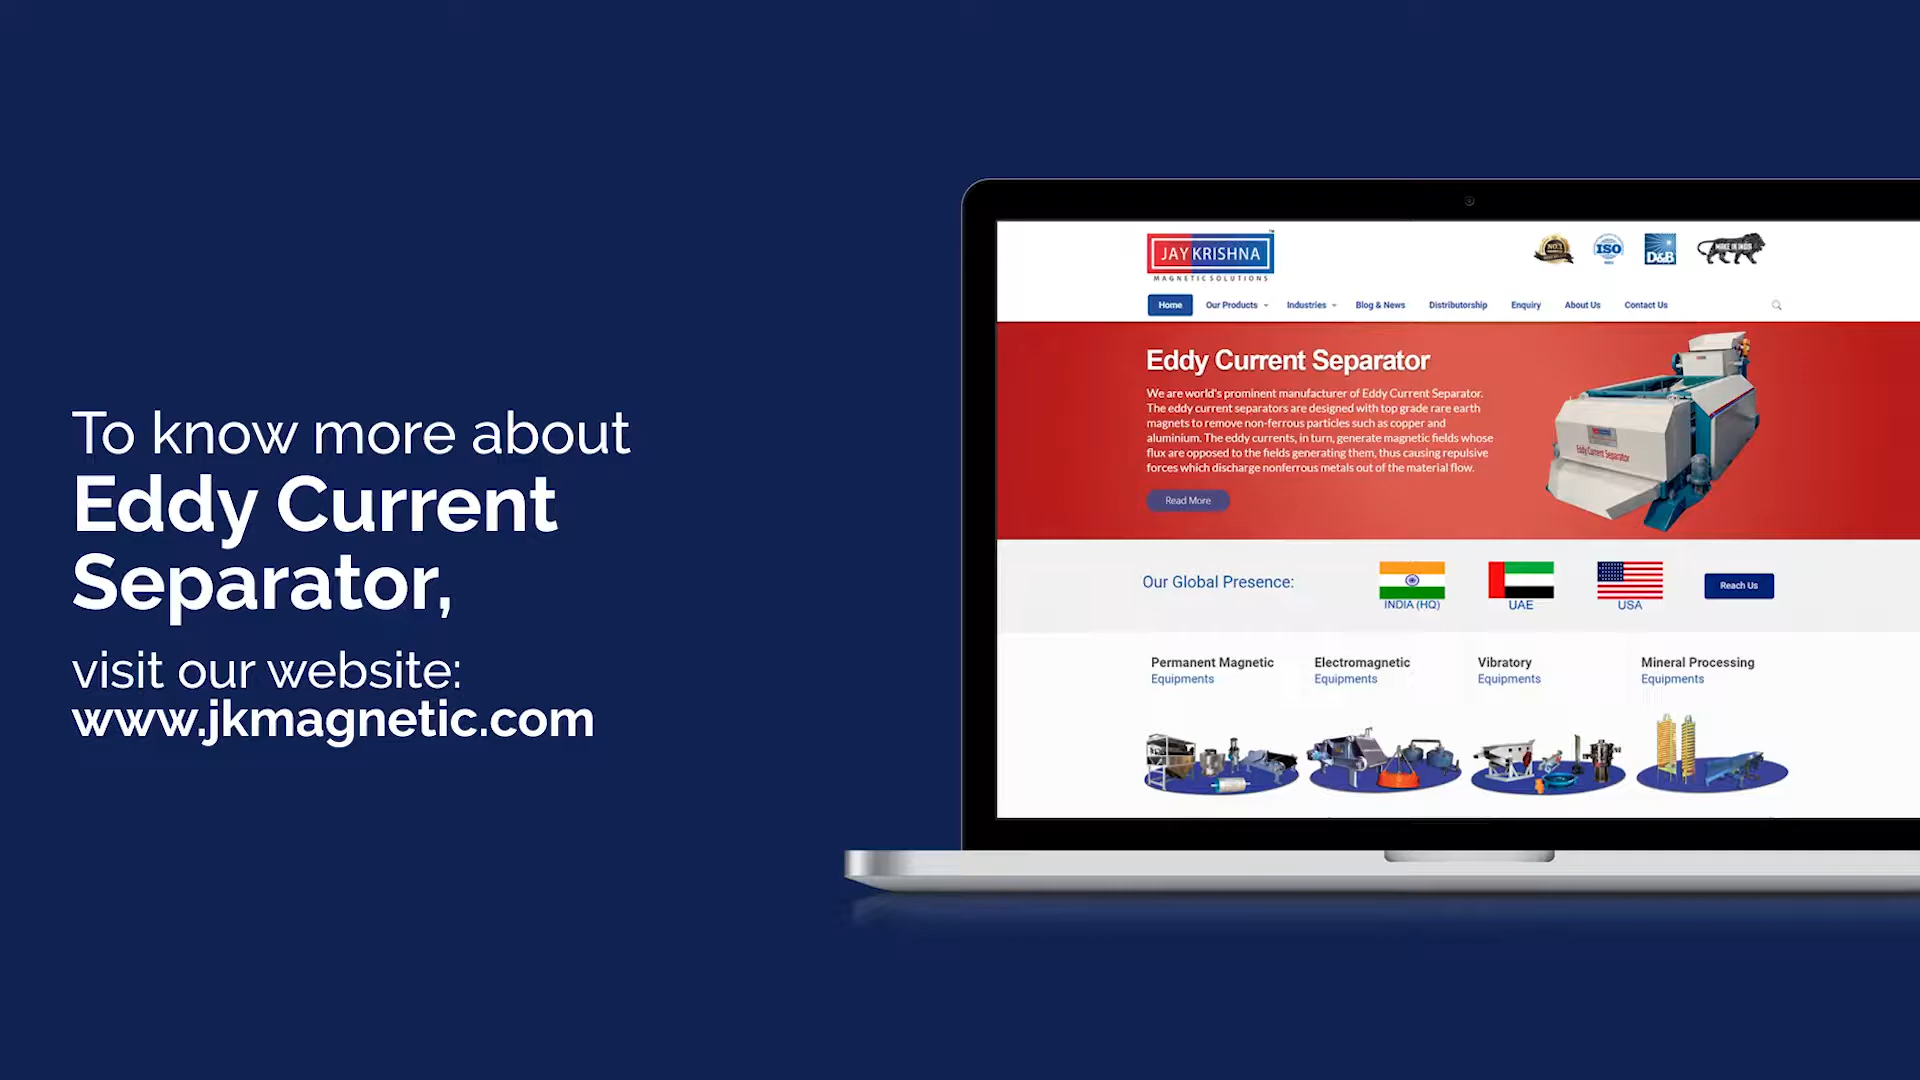 To know more about
Eddy Current
Separator,
visit our website:
www.jkmagnetic.com
JAY KRISHNA
MAGNETIC SOLUTIONS
ISO
D&B
MAKE IN INDIA
Home Our Products Industries Blog & News Distributorship Enquiry About Us Contact Us
Eddy Current Separator
We are world's prominent manufacturer of Eddy Current Separator.
The eddy current separators are designed with top grade rare earth
magnets to remove non-ferrous particles such as copper and
aluminium. The eddy currents, in turn, generate magnetic fields whose
flux are opposed to the fields generating them, thus causing repulsive
forces which discharge nonferrous metals out of the material flow.
Read More
Eddy Current Separator
Our Global Presence:
INDIA (HQ)
UAE
USA
Reach Us
Permanent Magnetic
Equipments
Electromagnetic
Equipments
Vibratory
Equipments
Mineral Processing
Equipments